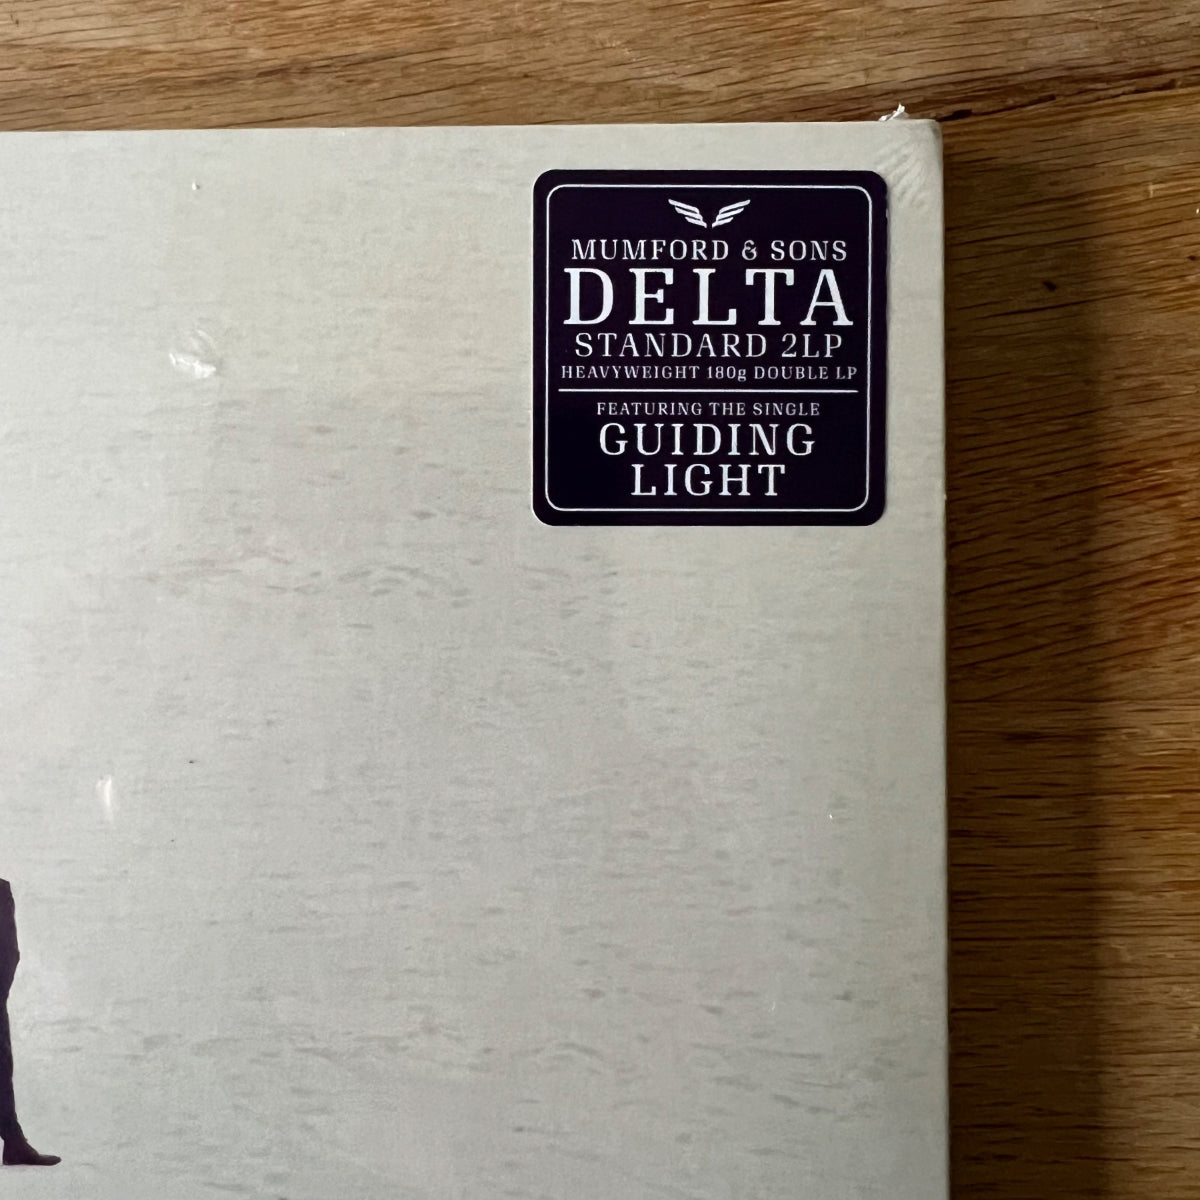 MUMFORD & SONS
DELTA
STANDARD 2LP
HEAVYWEIGHT 180g DOUBLE LP
FEATURING THE SINGLE
GUIDING
LIGHT